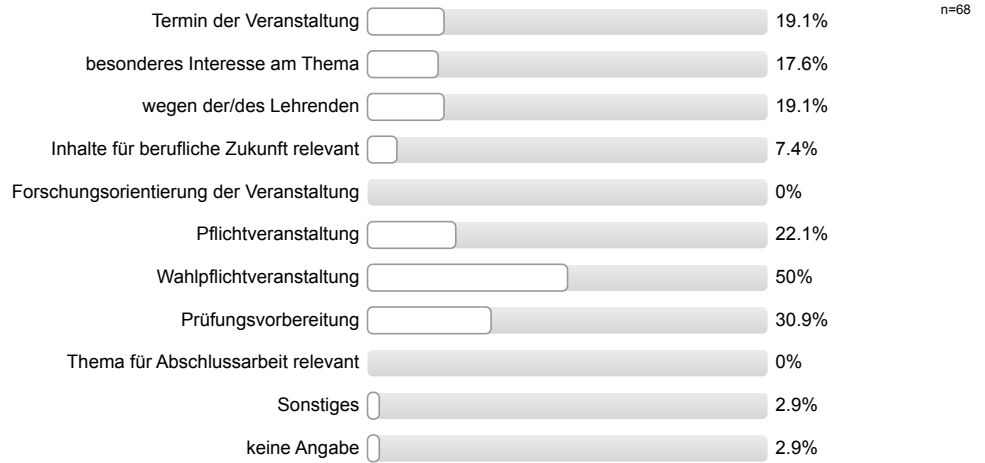 n=68
Termin der Veranstaltung 19.1%
besonderes Interesse am Thema 17.6%
wegen der/des Lehrenden 19.1%
Inhalte für berufliche Zukunft relevant 7.4%
Forschungsorientierung der Veranstaltung 0%
Pflichtveranstaltung 22.1%
Wahlpflichtveranstaltung 50%
Prüfungsvorbereitung 30.9%
Thema für Abschlussarbeit relevant 0%
Sonstiges 2.9%
keine Angabe 2.9%